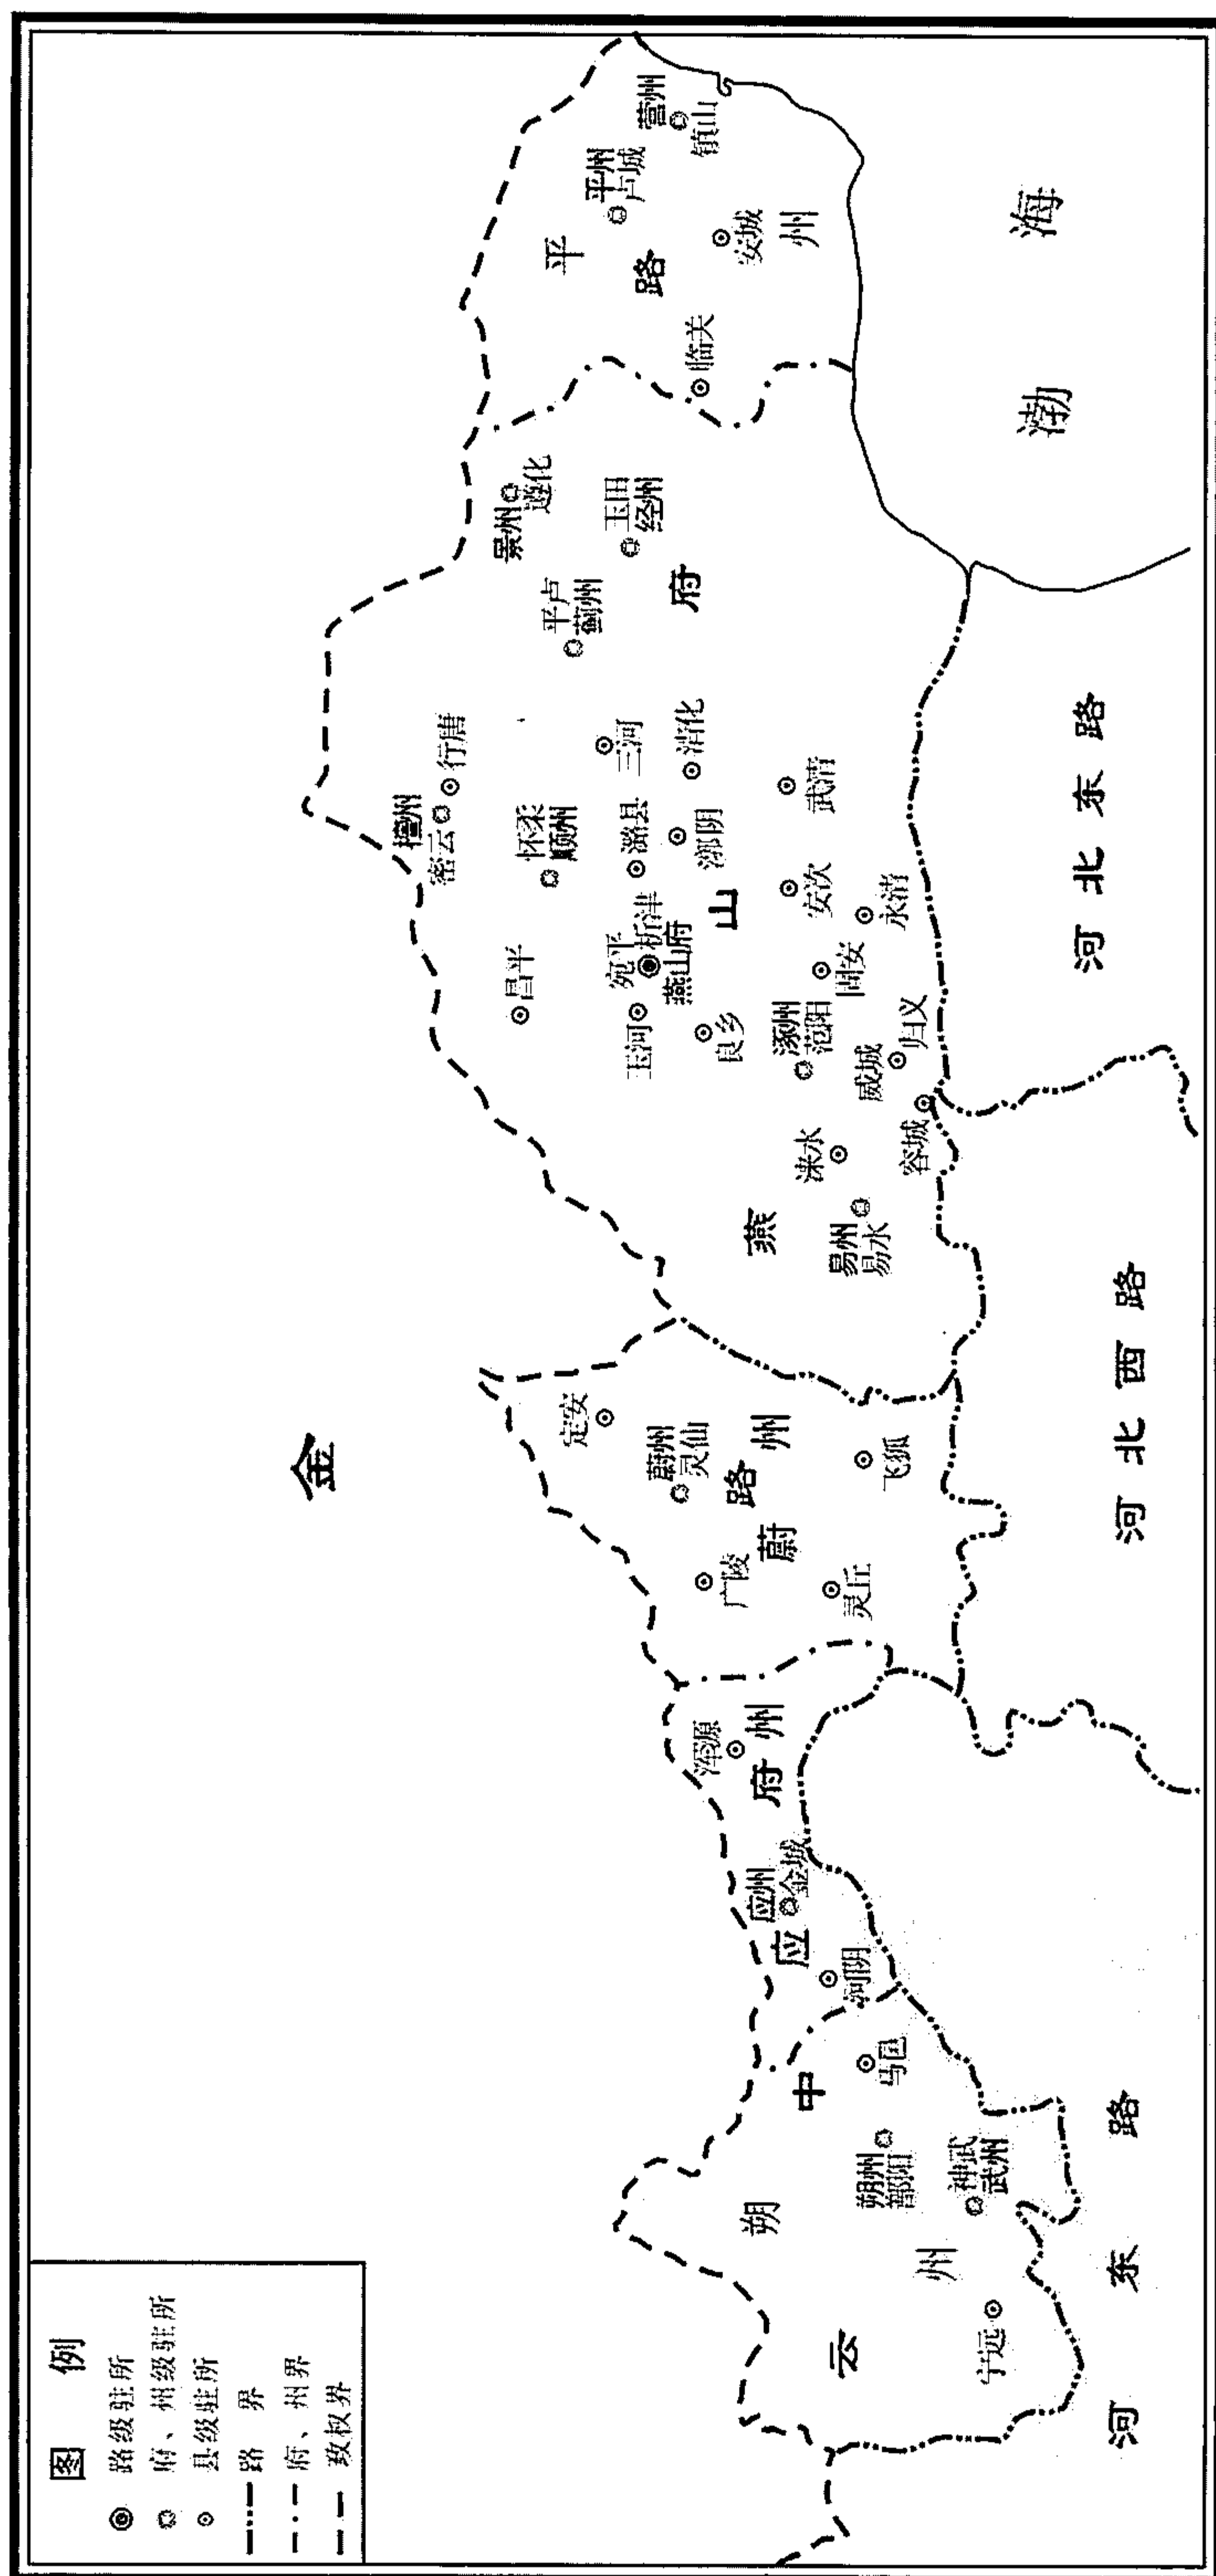 图 例
路级驻所
府、州级驻所
县级驻所
路 界
府、州界
政权界
金
云中府路
朔州
朔州
鄯阳
神武
武州
宁远
马邑
应州
应州
金城
河阴
浑源
蔚州
蔚州
灵仙
定安
广陵
灵丘
飞狐
燕山府路
易州
易水
涞水
容城
威城
归义
涿州
范阳
固安
永清
安次
武清
良乡
玉河
宛平
析津
燕山府
昌平
潞县
漷阴
三河
清化
怀柔
顺州
檀州
密云
行唐
平卢
蓟州
景州
遵化
玉田
经州
平州
平州
卢城
临关
安城
营州
镇山
渤海
河北东路
河北西路
河东路